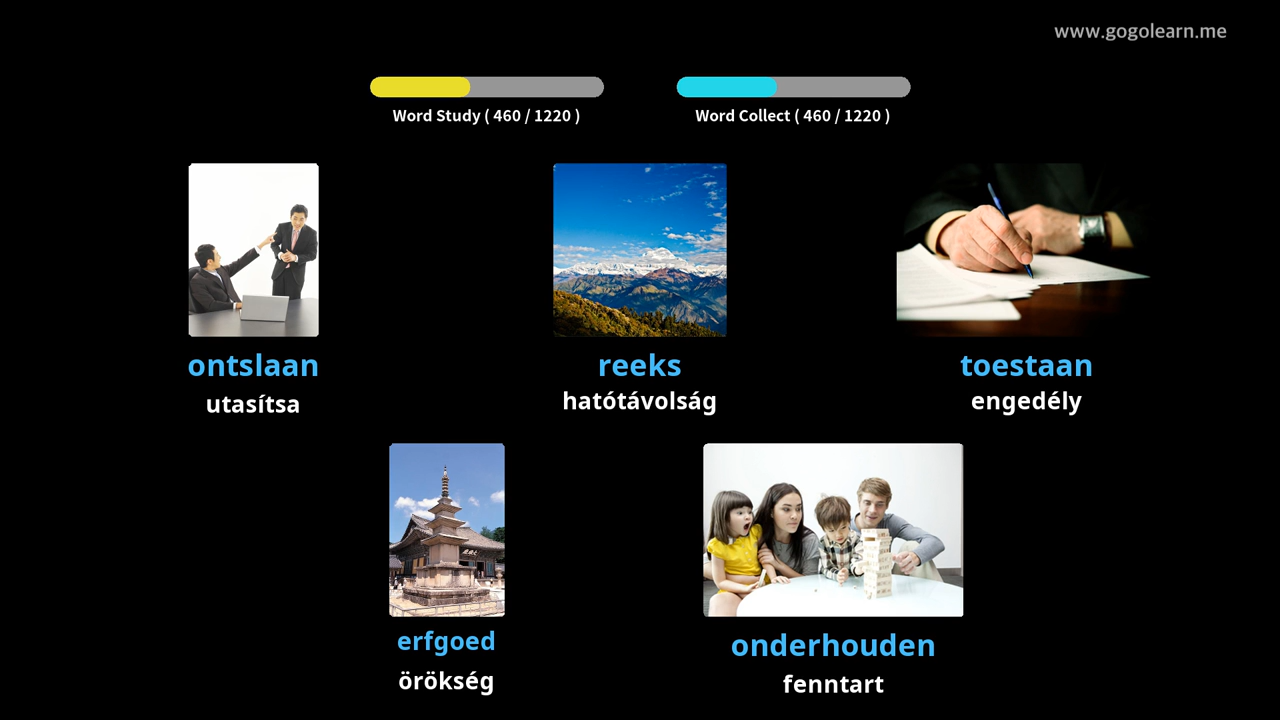 www.gogolearn.me
Word Study ( 460 / 1220 )
Word Collect ( 460 / 1220 )
ontslaan
utasítsa
reeks
hatótávolság
toestaan
engedély
erfgoed
örökség
onderhouden
fenntart